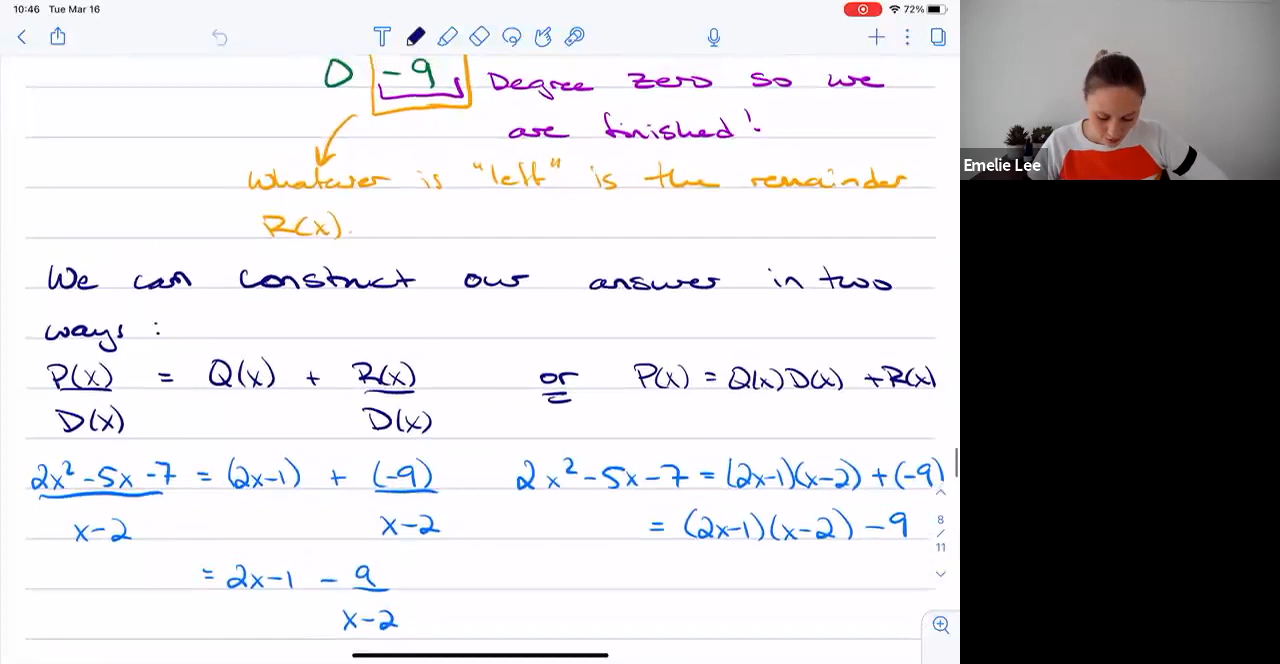 10:46 Tue Mar 16
72%
0 -9 Degree zero so we
are finished!
Whatever is "left" is the remainder
R(x).
We can construct our answer in two
ways:
P(x)/D(x) = Q(x) + R(x)/D(x) or P(x) = Q(x)D(x) + R(x)
2x² -5x -7/x-2 = (2x-1) + (-9)/x-2 2x² -5x -7 = (2x-1)(x-2) + (-9)
= (2x-1)(x-2) -9
= 2x-1 - 9/x-2
8/11
Emelie Lee